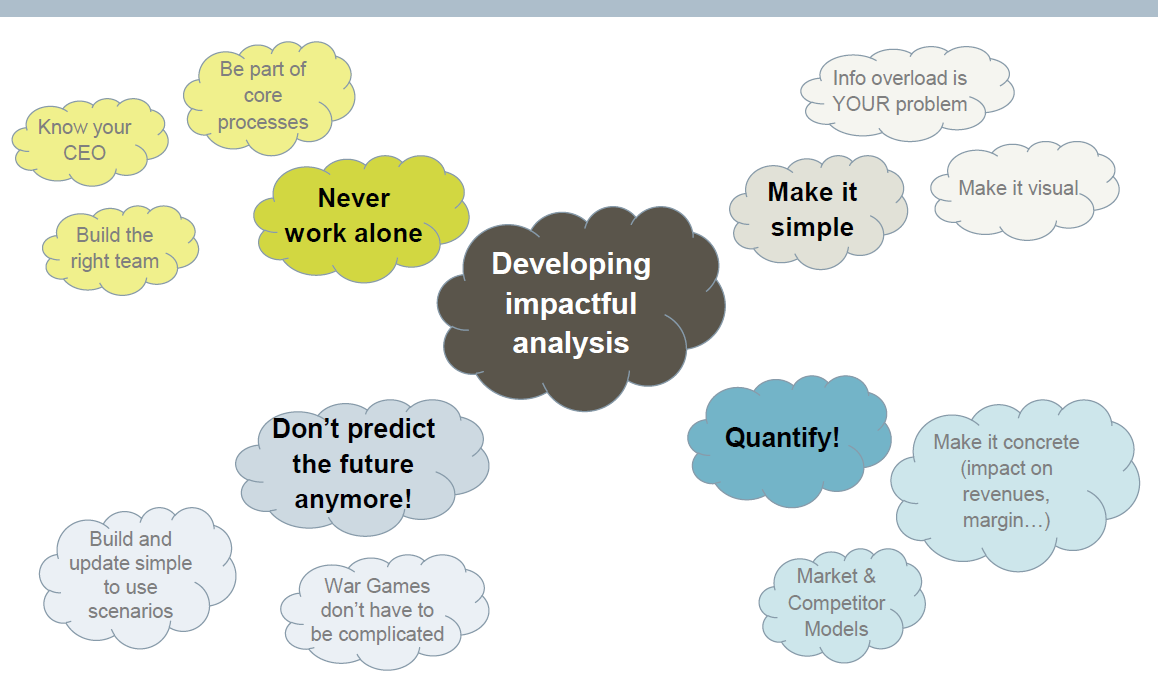 Be part of
core
processes
Know your
CEO
Build the
right team
Never
work alone
Info overload is
YOUR problem
Make it visual
Make it
simple
Developing
impactful
analysis
Don’t predict
the future
anymore!
Build and
update simple
to use
scenarios
War Games
don’t have to
be complicated
Quantify!
Make it concrete
(impact on
revenues,
margin…)
Market &
Competitor
Models